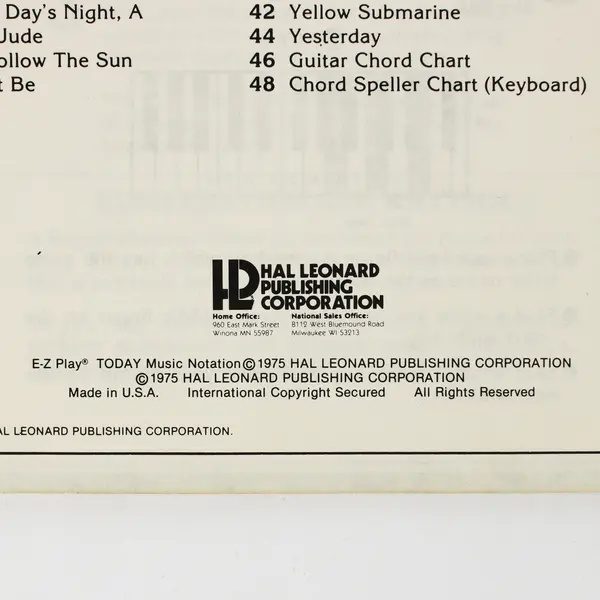 Day's Night, A
Jude
ollow The Sun
t Be
42 Yellow Submarine
44 Yesterday
46 Guitar Chord Chart
48 Chord Speller Chart (Keyboard)
HAL LEONARD
PUBLISHING
CORPORATION
Home Office: National Sales Office:
960 East Mark Street 8112 West Bluemound Road
Winona MN 55987 Milwaukee WI 53213
E-Z Play® TODAY Music Notation © 1975 HAL LEONARD PUBLISHING CORPORATION
© 1975 HAL LEONARD PUBLISHING CORPORATION
Made in U.S.A. International Copyright Secured All Rights Reserved
AL LEONARD PUBLISHING CORPORATION.